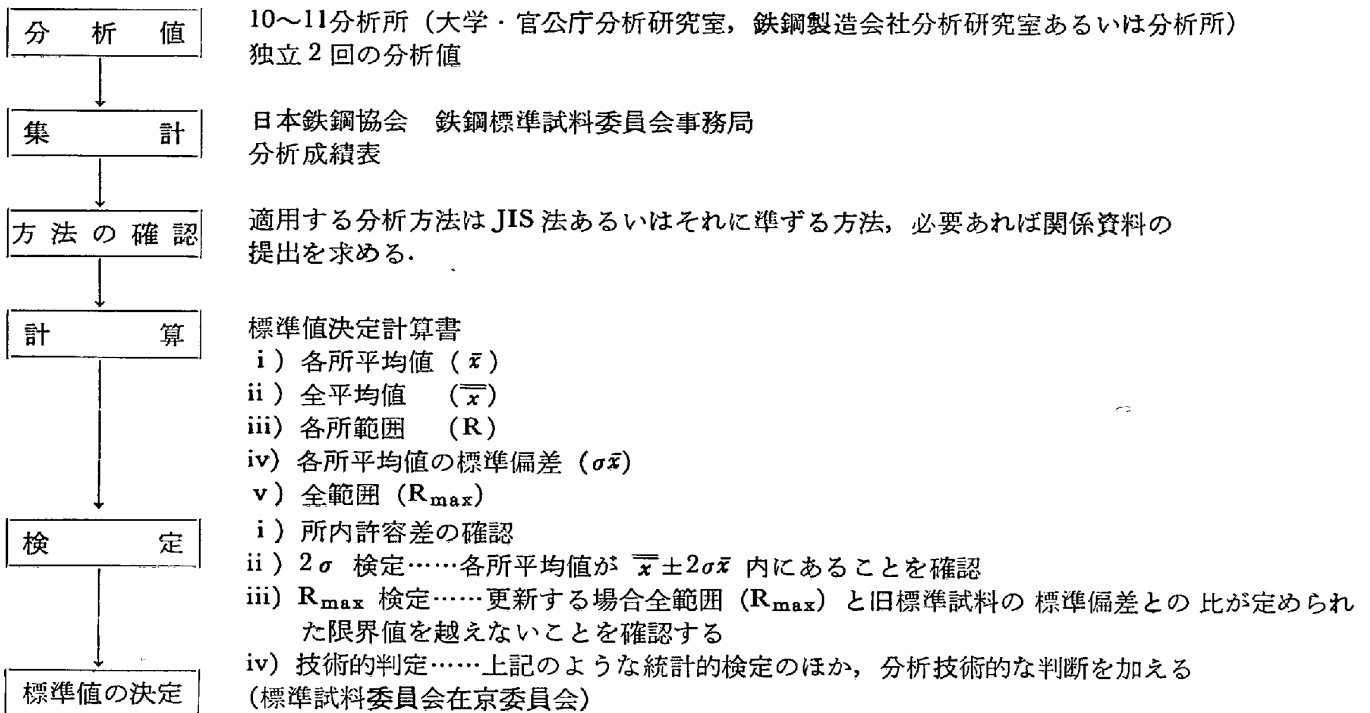 分析値
10～11分析所（大学・官公庁分析研究室，鉄鋼製造会社分析研究室あるいは分析所）
独立2回の分析値
集計
日本鉄鋼協会　鉄鋼標準試料委員会事務局
分析成績表
方法の確認
適用する分析方法はJIS法あるいはそれに準ずる方法，必要あれば関係資料の
提出を求める．
計算
標準値決定計算書
i）各所平均値（x̄）
ii）全平均値　（x̿）
iii）各所範囲　（R）
iv）各所平均値の標準偏差（σx̄）
v）全範囲（Rmax）
検定
i）所内許容差の確認
ii）2σ 検定……各所平均値が x̿±2σx̄ 内にあることを確認
iii）Rmax 検定……更新する場合全範囲（Rmax）と旧標準試料の 標準偏差との 比が定められ
た限界値を越えないことを確認する
iv）技術的判定……上記のような統計的検定のほか，分析技術的な判断を加える
標準値の決定
(標準試料委員会在京委員会）